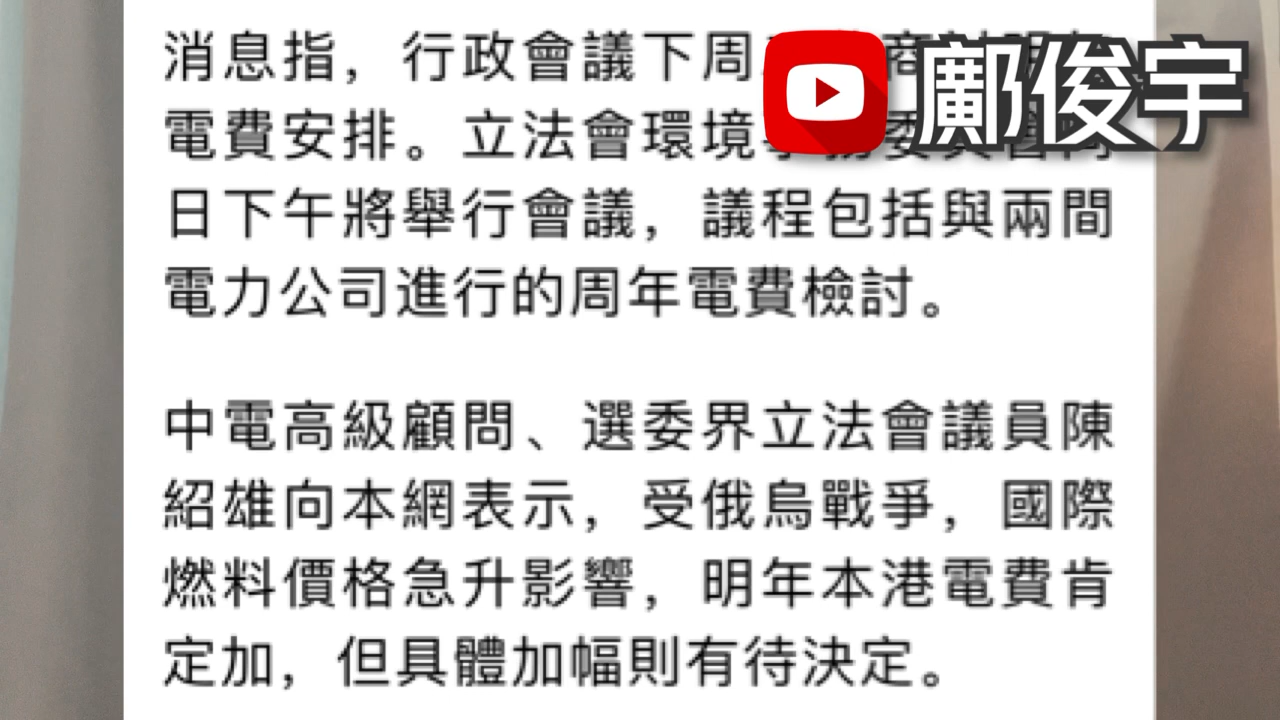 消息指，行政會議下周
鄺俊宇
電費安排。立法會環境
日下午將舉行會議，議程包括與兩間
電力公司進行的周年電費檢討。
中電高級顧問、選委界立法會議員陳
紹雄向本網表示，受俄烏戰爭，國際
燃料價格急升影響，明年本港電費肯
定加，但具體加幅則有待決定。